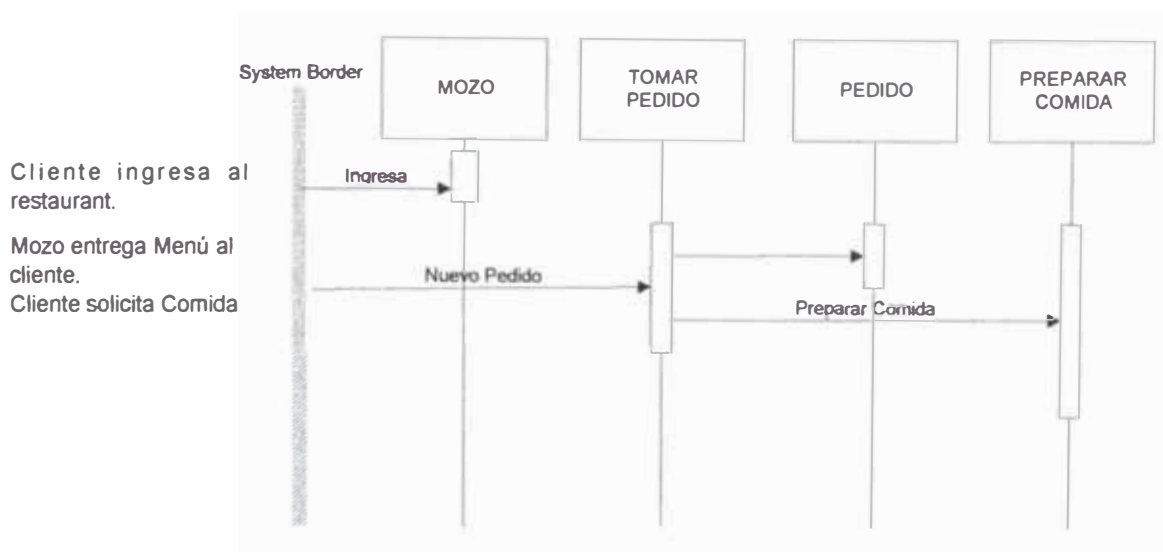 System Border
MOZO
TOMAR
PEDIDO
PEDIDO
PREPARAR
COMIDA
Cliente ingresa al
restaurant.
Ingresa
Mozo entrega Menú al
cliente.
Cliente solicita Comida
Nuevo Pedido
Preparar Comida